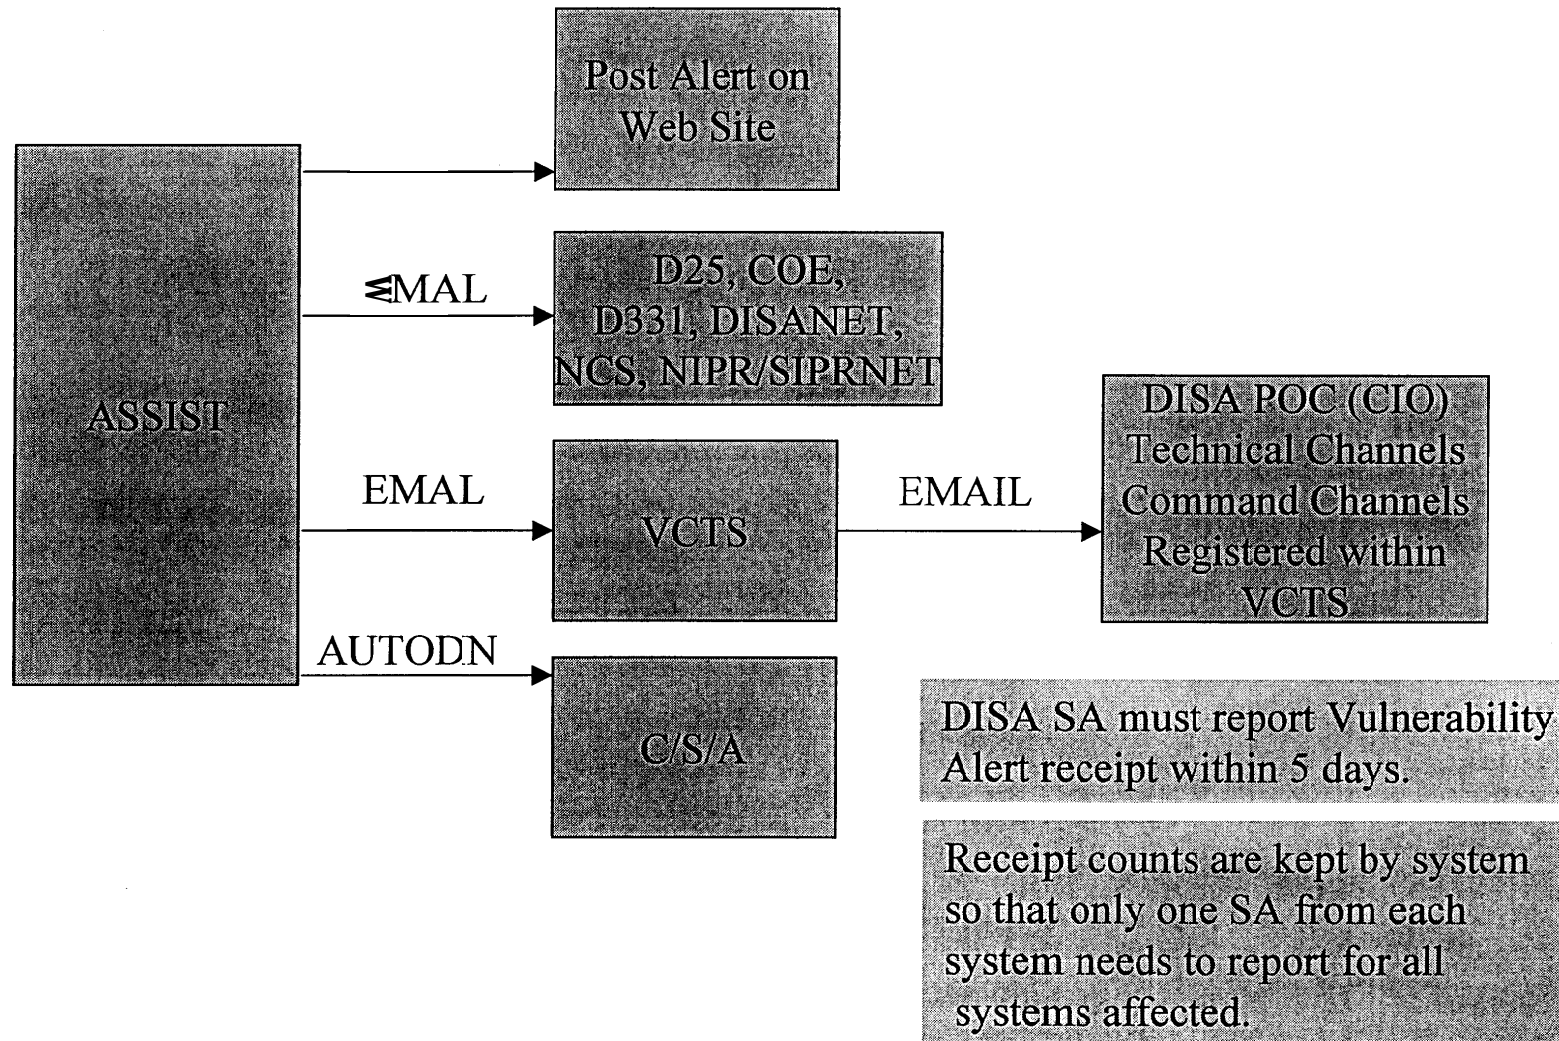 Post Alert on
Web Site
EMAL
D25, COE,
D331, DISANET,
NCS, NIPR/SIPRNET
ASSIST
EMAL
VCTS
EMAIL
DISA POC (CIO)
Technical Channels
Command Channels
Registered within
VCTS
AUTODN
C/S/A
DISA SA must report Vulnerability
Alert receipt within 5 days.
Receipt counts are kept by system
so that only one SA from each
system needs to report for all
systems affected.